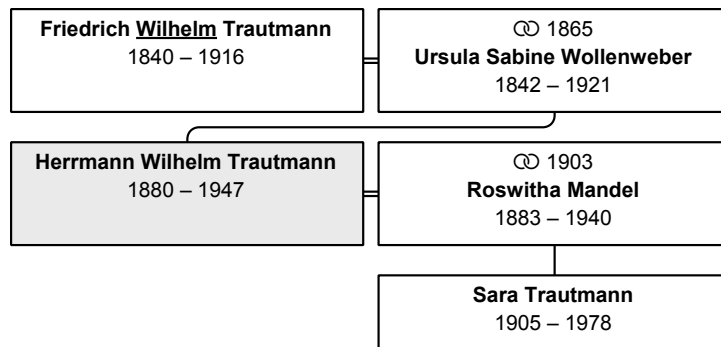 Friedrich Wilhelm Trautmann
1840 – 1916
⚭ 1865
Ursula Sabine Wollenweber
1842 – 1921
Herrmann Wilhelm Trautmann
1880 – 1947
⚭ 1903
Roswitha Mandel
1883 – 1940
Sara Trautmann
1905 – 1978